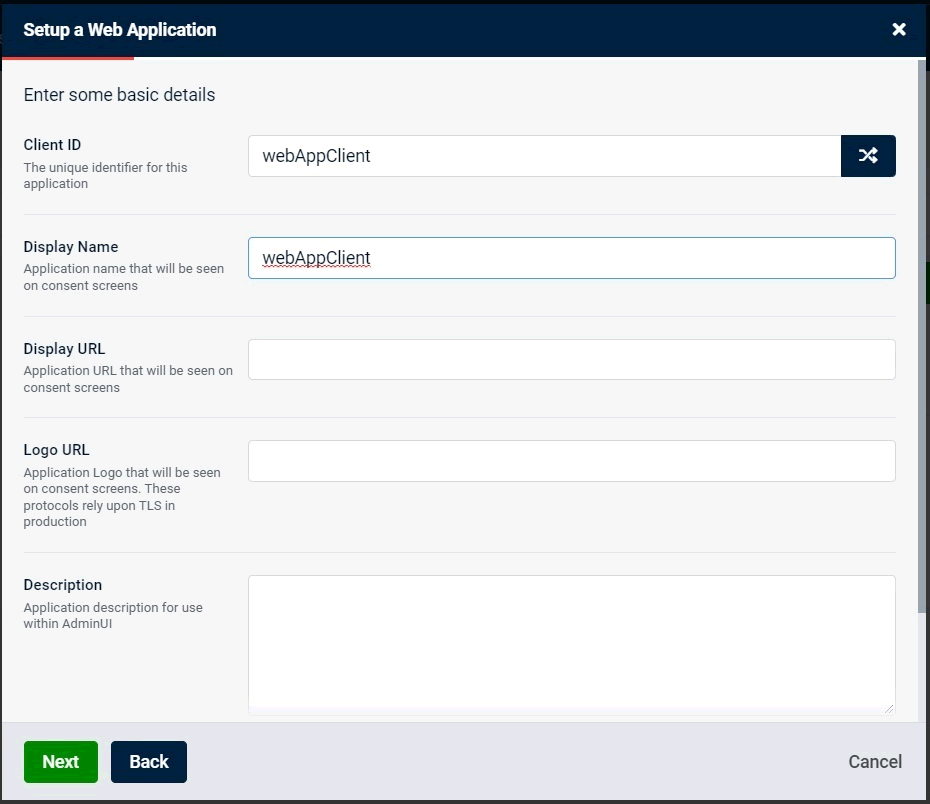 Setup a Web Application
Enter some basic details
Client ID
The unique identifier for this
application
webAppClient
Display Name
Application name that will be seen
on consent screens
webAppClient
Display URL
Application URL that will be seen on
consent screens
Logo URL
Application Logo that will be seen
on consent screens. These
protocols rely upon TLS in
production
Description
Application description for use
within AdminUI
Next
Back
Cancel